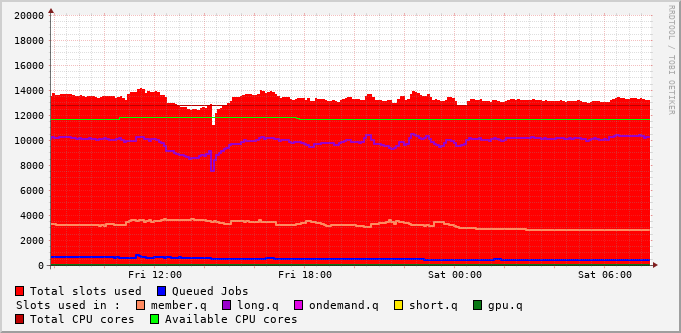 20000
18000
16000
14000
12000
10000
8000
6000
4000
2000
0
Fri 12:00 Fri 18:00 Sat 00:00 Sat 06:00
RRDTOOL / TOBI OETIKER
Total slots used Queued Jobs
Slots used in : member.q long.q ondemand.q short.q gpu.q
Total CPU cores Available CPU cores